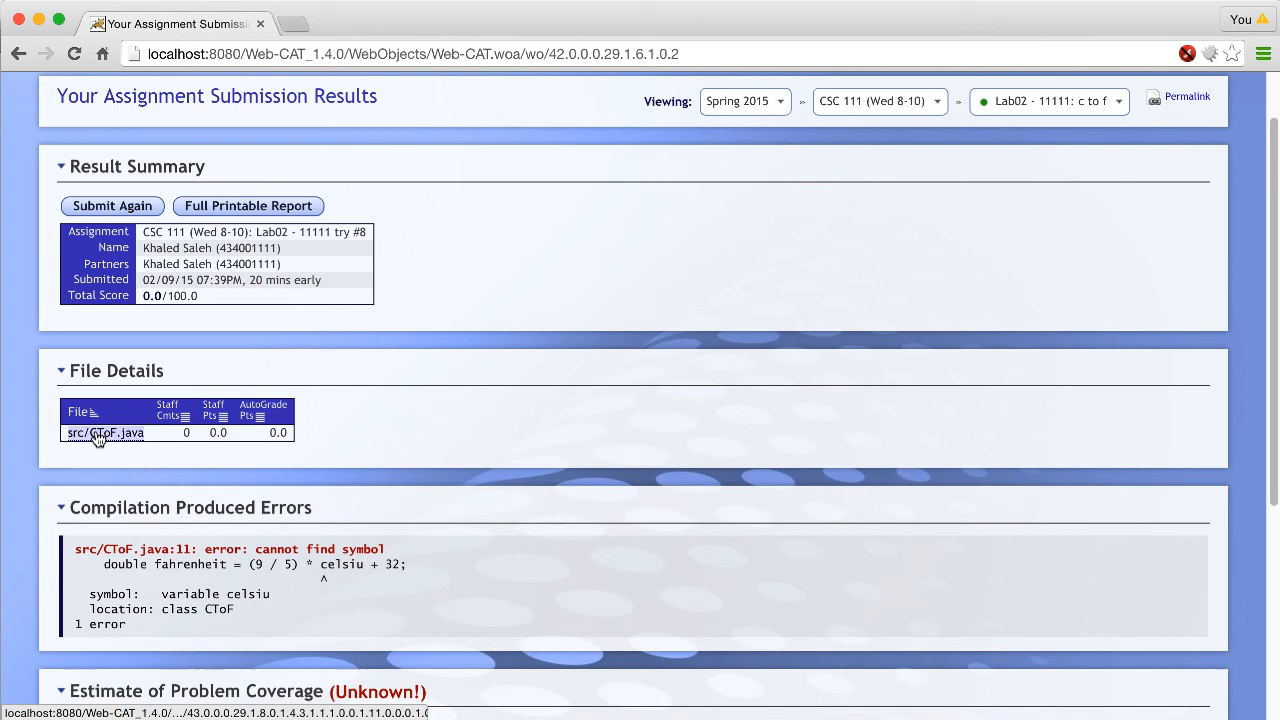 Your Assignment Submissi
You
localhost:8080/Web-CAT_1.4.0/WebObjects/Web-CAT.woa/wo/42.0.0.0.29.1.6.1.0.2
Your Assignment Submission Results
Viewing: Spring 2015 » CSC 111 (Wed 8-10) » Lab02 - 11111: c to f Permalink
Result Summary
Submit Again Full Printable Report
Assignment CSC 111 (Wed 8-10): Lab02 - 11111 try #8
Name Khaled Saleh (434001111)
Partners Khaled Saleh (434001111)
Submitted 02/09/15 07:39PM, 20 mins early
Total Score 0.0/100.0
File Details
File Staff Cmts Staff Pts AutoGrade Pts
src/CToF.java 0 0.0 0.0
Compilation Produced Errors
src/CToF.java:11: error: cannot find symbol
double fahrenheit = (9 / 5) * celsiu + 32;
^
symbol: variable celsiu
location: class CToF
1 error
Estimate of Problem Coverage (Unknown!)
localhost:8080/Web-CAT_1.4.0/.../43.0.0.0.29.1.8.0.1.4.3.1.1.1.0.0.1.11.0.0.0.1.0